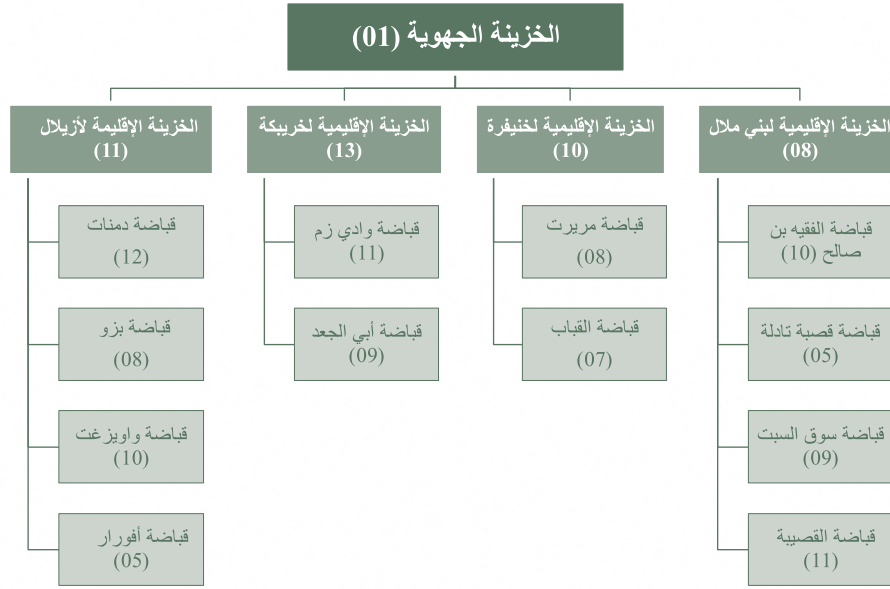 الخزينة الجهوية (01)
الخزينة الإقليمية لبني ملال
(08)
قباضة الفقيه بن
صالح (10)
قباضة قصبة تادلة
(05)
قباضة سوق السبت
(09)
قباضة القصيبة
(11)
الخزينة الإقليمية لخنيفرة
(10)
قباضة مريرت
(08)
قباضة القباب
(07)
الخزينة الإقليمية لخريبكة
(13)
قباضة وادي زم
(11)
قباضة أبي الجعد
(09)
الخزينة الإقليمة لأزيلال
(11)
قباضة دمنات
(12)
قباضة بزو
(08)
قباضة واويزغت
(10)
قباضة أفورار
(05)